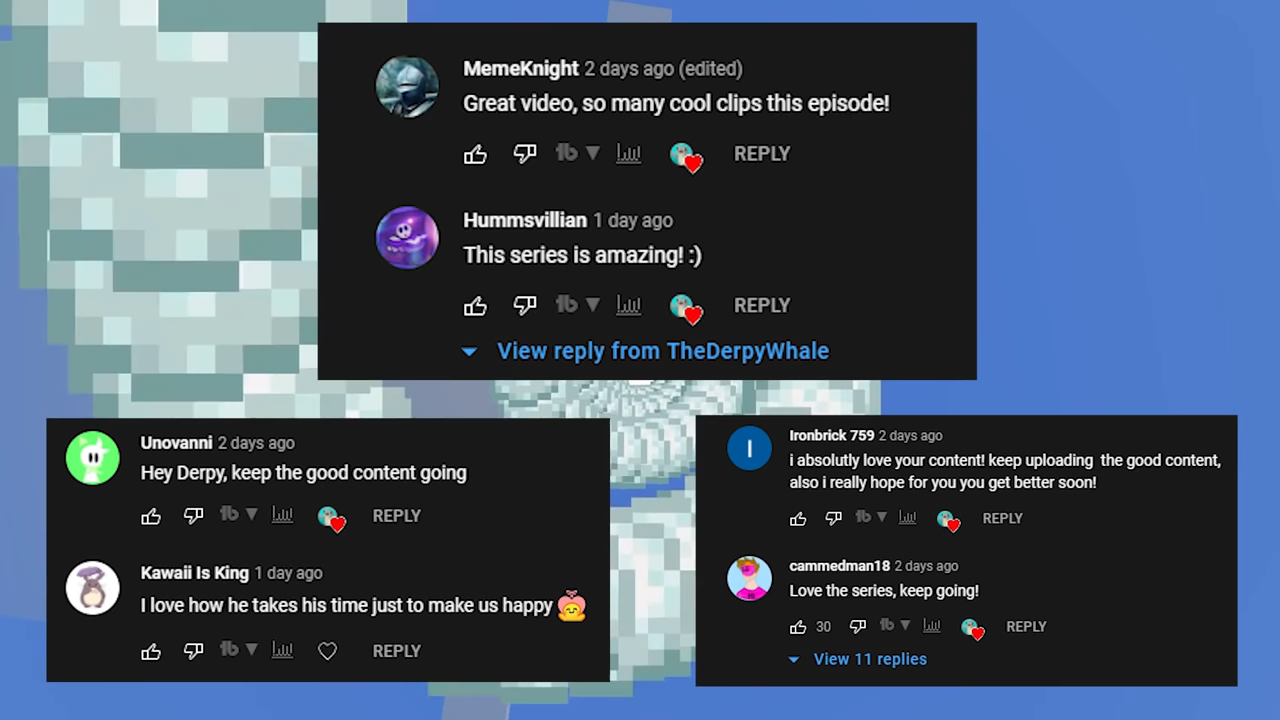 MemeKnight 2 days ago (edited)
Great video, so many cool clips this episode!
REPLY
Hummsvillian 1 day ago
This series is amazing! :)
REPLY
View reply from TheDerpyWhale
Unovanni 2 days ago
Hey Derpy, keep the good content going
REPLY
Kawaii Is King 1 day ago
I love how he takes his time just to make us happy
REPLY
I
Ironbrick 759 2 days ago
i absolutly love your content! keep uploading the good content,
also i really hope for you you get better soon!
REPLY
cammedman18 2 days ago
Love the series, keep going!
30 REPLY
View 11 replies